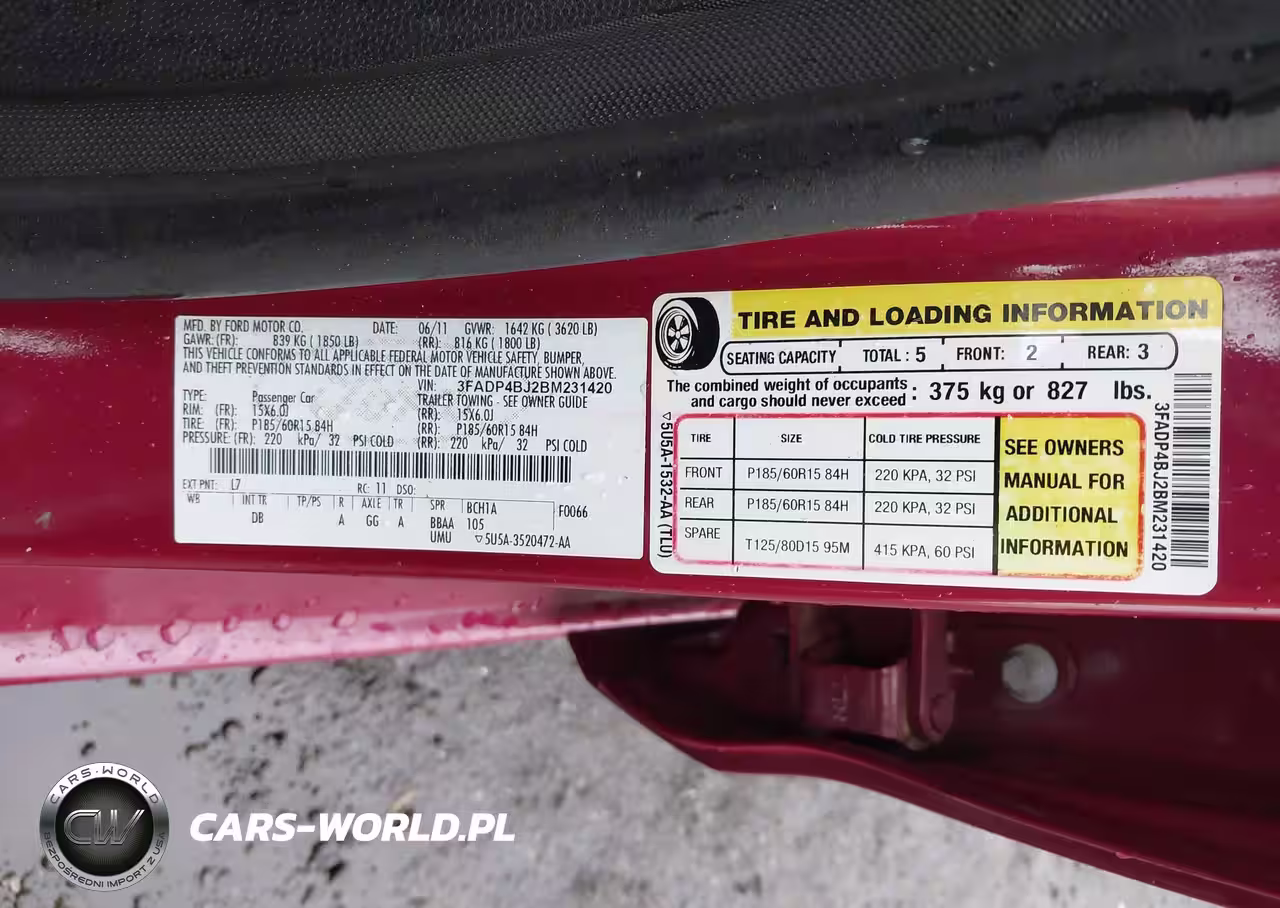 MFD. BY FORD MOTOR CO. DATE: 06/11 GVWR: 1642 KG ( 3620 LB)
GAWR: (FR): 839 KG ( 1850 LB) (RR): 816 KG ( 1800 LB)
THIS VEHICLE CONFORMS TO ALL APPLICABLE FEDERAL MOTOR VEHICLE SAFETY, BUMPER,
AND THEFT PREVENTION STANDARDS IN EFFECT ON THE DATE OF MANUFACTURE SHOWN ABOVE.
VIN: 3FADP4BJ2BM231420
TYPE: Passenger Car TRAILER TOWING - SEE OWNER GUIDE
RIM: (FR): 15X6.0J (RR): 15X6.0J
TIRE: (FR): P185/60R15 84H (RR): P185/60R15 84H
PRESSURE: (FR): 220 kPa/ 32 PSI COLD (RR): 220 kPa/ 32 PSI COLD
EXT PNT: L7 RC: 11 DSO:
WB INT TR TP/PS R AXLE TR SPR BCH1A F0066
DB A GG A BBAA 105
UMU ▽5U5A-3520472-AA
TIRE AND LOADING INFORMATION
SEATING CAPACITY TOTAL : 5 FRONT: 2 REAR: 3
The combined weight of occupants and cargo should never exceed : 375 kg or 827 lbs.
▽5U5A-1532-AA (TLU)
TIRE SIZE COLD TIRE PRESSURE
FRONT P185/60R15 84H 220 KPA, 32 PSI
REAR P185/60R15 84H 220 KPA, 32 PSI
SPARE T125/80D15 95M 415 KPA, 60 PSI
SEE OWNERS
MANUAL FOR
ADDITIONAL
INFORMATION
3FADP4BJ2BM231420
CARS-WORLD
CW
BEZPOŚREDNI IMPORT Z USA
CARS-WORLD.PL